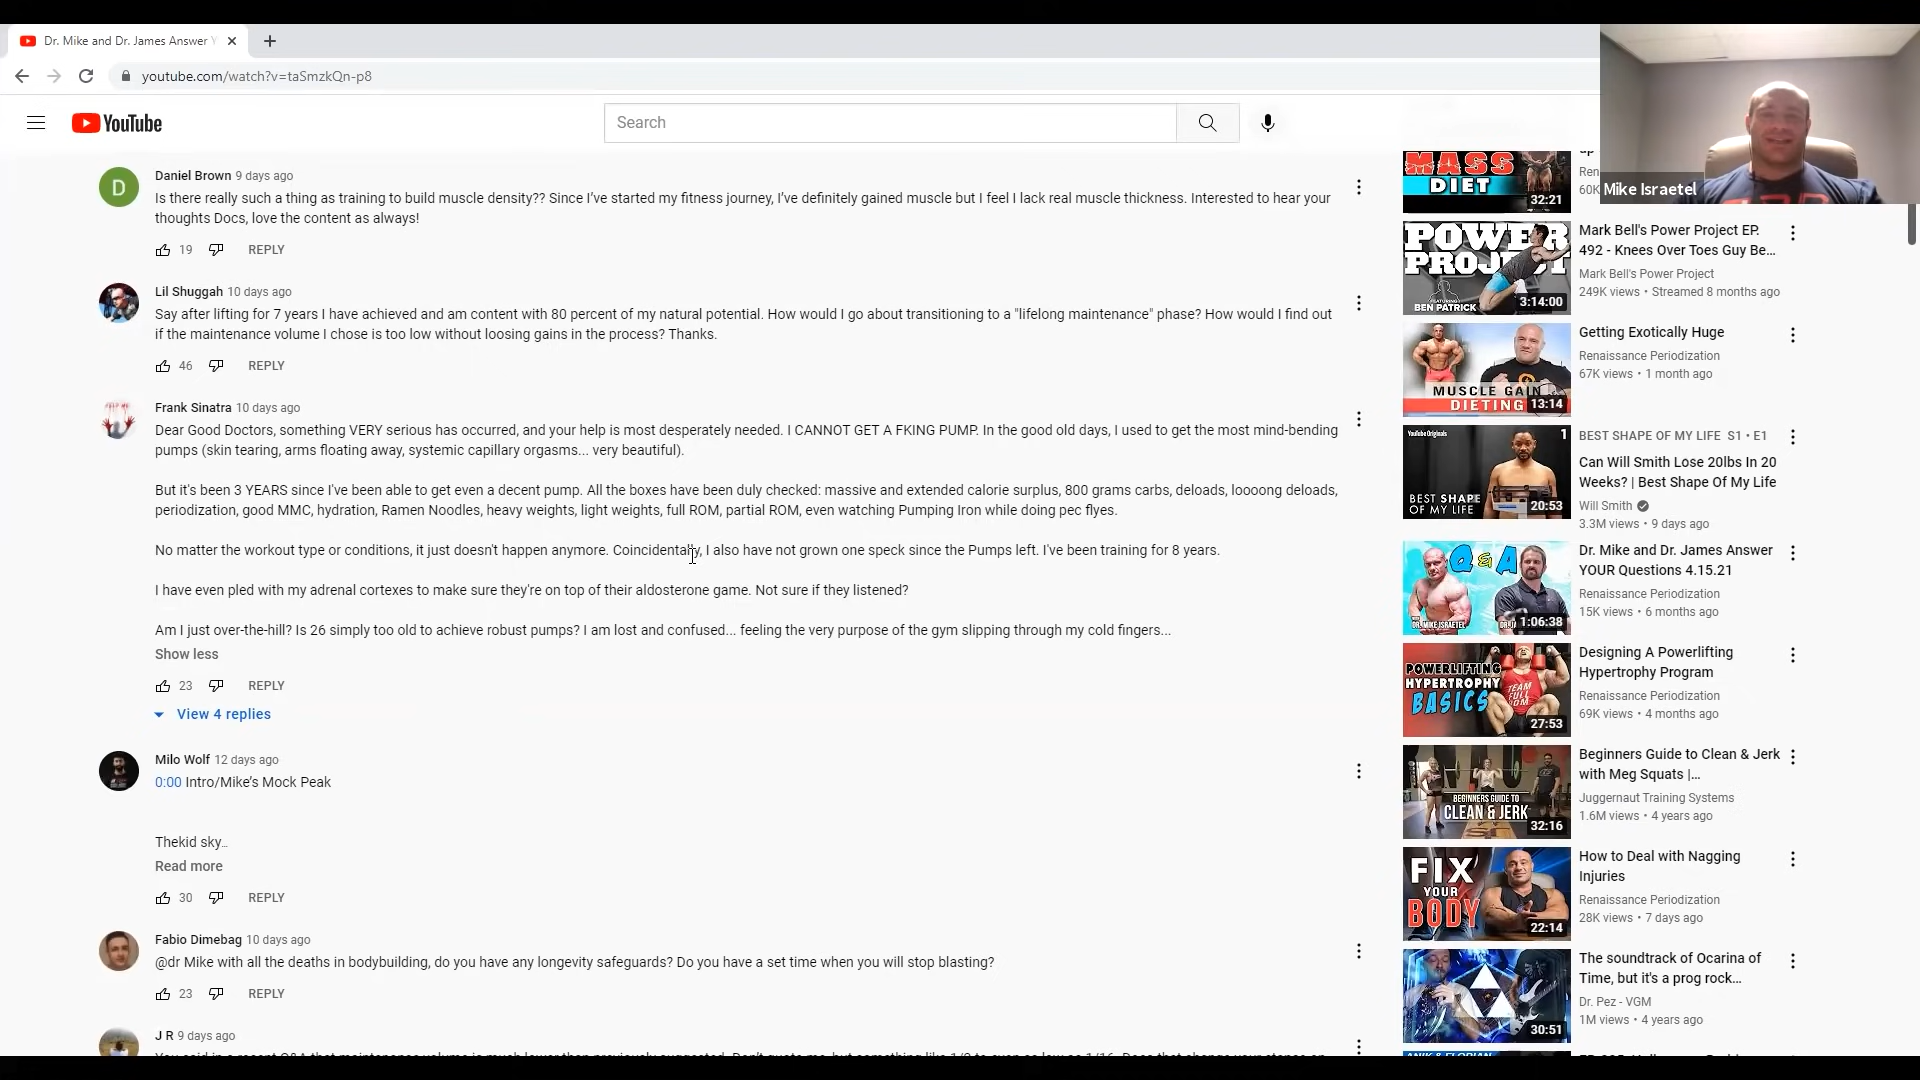 Dr. Mike and Dr. James Answer Y
youtube.com/watch?v=taSmzkQn-p8
YouTube
Search
Mike Israetel
D
Daniel Brown 9 days ago
Is there really such a thing as training to build muscle density?? Since I've started my fitness journey, I've definitely gained muscle but I feel I lack real muscle thickness. Interested to hear your
thoughts Docs, love the content as always!
19 REPLY
Lil Shuggah 10 days ago
Say after lifting for 7 years I have achieved and am content with 80 percent of my natural potential. How would I go about transitioning to a "lifelong maintenance" phase? How would I find out
if the maintenance volume I chose is too low without loosing gains in the process? Thanks.
46 REPLY
Frank Sinatra 10 days ago
Dear Good Doctors, something VERY serious has occurred, and your help is most desperately needed. I CANNOT GET A FKING PUMP. In the good old days, I used to get the most mind-bending
pumps (skin tearing, arms floating away, systemic capillary orgasms... very beautiful).
But it's been 3 YEARS since I've been able to get even a decent pump. All the boxes have been duly checked: massive and extended calorie surplus, 800 grams carbs, deloads, loooong deloads,
periodization, good MMC, hydration, Ramen Noodles, heavy weights, light weights, full ROM, partial ROM, even watching Pumping Iron while doing pec flyes.
No matter the workout type or conditions, it just doesn't happen anymore. Coincidentally, I also have not grown one speck since the Pumps left. I've been training for 8 years.
I have even pled with my adrenal cortexes to make sure they're on top of their aldosterone game. Not sure if they listened?
Am I just over-the-hill? Is 26 simply too old to achieve robust pumps? I am lost and confused... feeling the very purpose of the gym slipping through my cold fingers...
Show less
23 REPLY
View 4 replies
Milo Wolf 12 days ago
0:00 Intro/Mike's Mock Peak
Thekid sky…
Read more
30 REPLY
Fabio Dimebag 10 days ago
@dr Mike with all the deaths in bodybuilding, do you have any longevity safeguards? Do you have a set time when you will stop blasting?
23 REPLY
J R 9 days ago
MASS
DIET
32:21
60K
POWER
PROJECT
FEATURING
BEN PATRICK
3:14:00
Mark Bell's Power Project EP.
492 - Knees Over Toes Guy Be...
Mark Bell's Power Project
249K views • Streamed 8 months ago
MUSCLE GAIN
DIETING
13:14
Getting Exotically Huge
Renaissance Periodization
67K views • 1 month ago
YouTube Originals
1
BEST SHAPE
OF MY LIFE
20:53
BEST SHAPE OF MY LIFE S1 • E1
Can Will Smith Lose 20lbs In 20
Weeks? | Best Shape Of My Life
Will Smith
3.3M views • 9 days ago
Q & A
DR. MIKE ISRAETEL
1:06:38
Dr. Mike and Dr. James Answer
YOUR Questions 4.15.21
Renaissance Periodization
15K views • 6 months ago
POWERLIFTING
HYPERTROPHY
BASICS
TEAM
FULL
ROM
27:53
Designing A Powerlifting
Hypertrophy Program
Renaissance Periodization
69K views • 4 months ago
BEGINNERS GUIDE TO
CLEAN & JERK
32:16
Beginners Guide to Clean & Jerk
with Meg Squats |...
Juggernaut Training Systems
1.6M views • 4 years ago
FIX
YOUR
BODY
22:14
How to Deal with Nagging
Injuries
Renaissance Periodization
28K views • 7 days ago
30:51
The soundtrack of Ocarina of
Time, but it's a prog rock...
Dr. Pez - VGM
1M views • 4 years ago